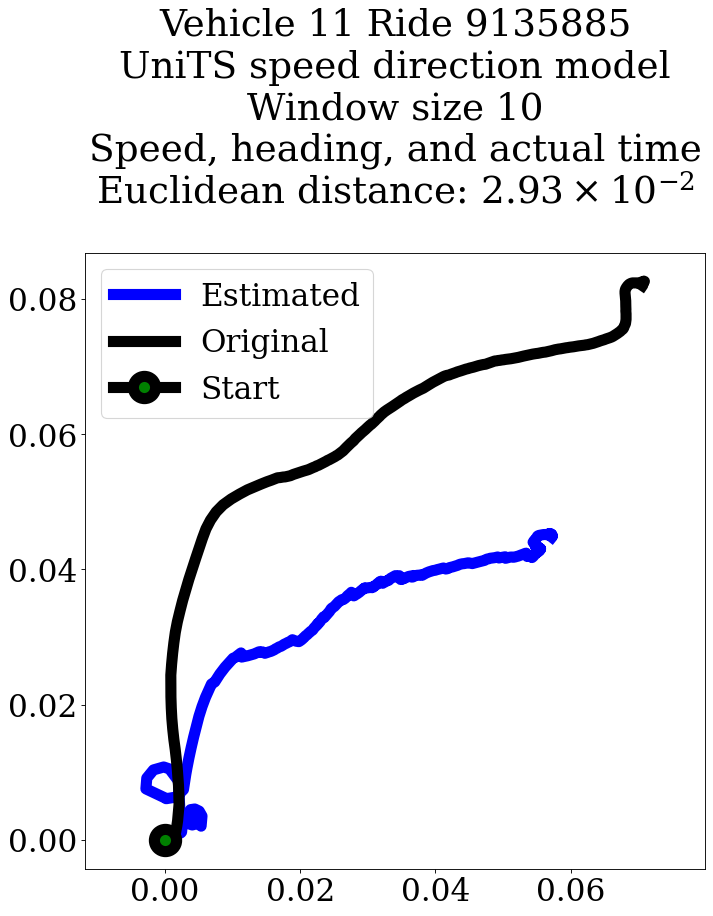 Vehicle 11 Ride 9135885
UniTS speed direction model
Window size 10
Speed, heading, and actual time
Euclidean distance: 2.93 × 10⁻²
Estimated
Original
Start
0.08
0.06
0.04
0.02
0.00
0.00 0.02 0.04 0.06